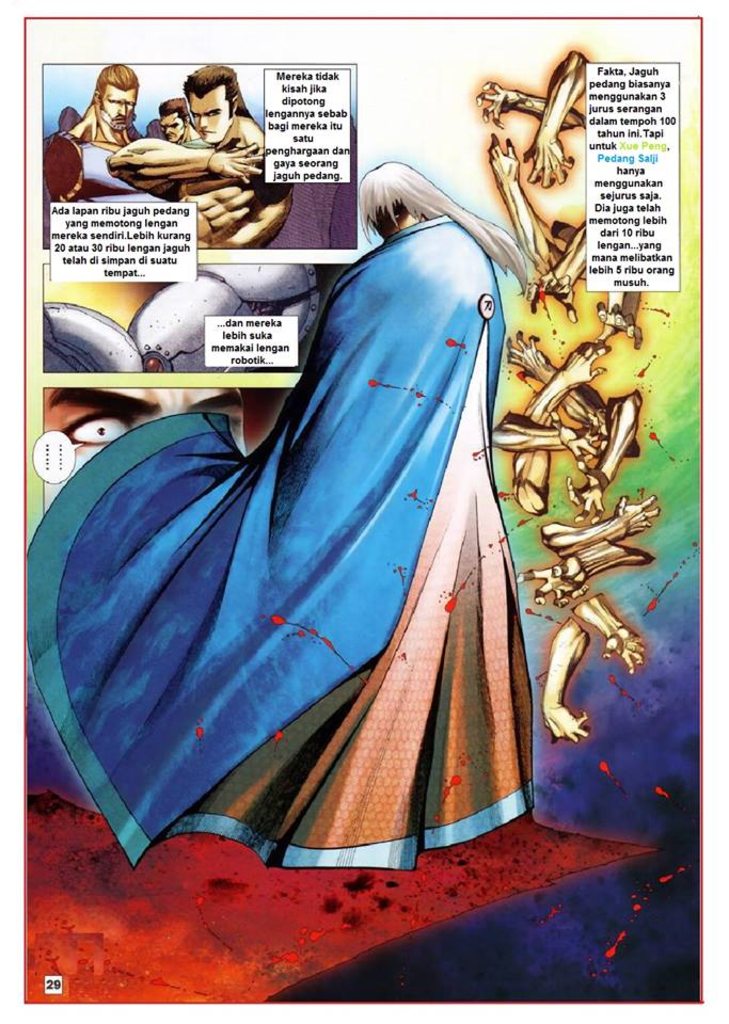 Mereka tidak
kisah jika
dipotong
lengannya sebab
bagi mereka itu
penghargaan dan
gaya seorang
jaguh pedang.
Ada lapan ribu jaguh pedang
yang memotong lengan
mereka sendiri.Lebih kurang
20 atau 30 ribu lengan jaguh
telah di simpan di suatu
tempat...
...dan mereka
lebih suka
memakai lengan
robotik...
Fakta, Jaguh
pedang biasanya
menggunakan 3
jurus serangan
dalam tempoh 100
tahun ini.Tapi
untuk Xue Peng,
Pedang Salji
hanya
menggunakan
sejurus saja.
Dia juga telah
memotong lebih
dari 10 ribu
lengan...yang
mana melibatkan
lebih 5 ribu orang
musuh.
刀
29